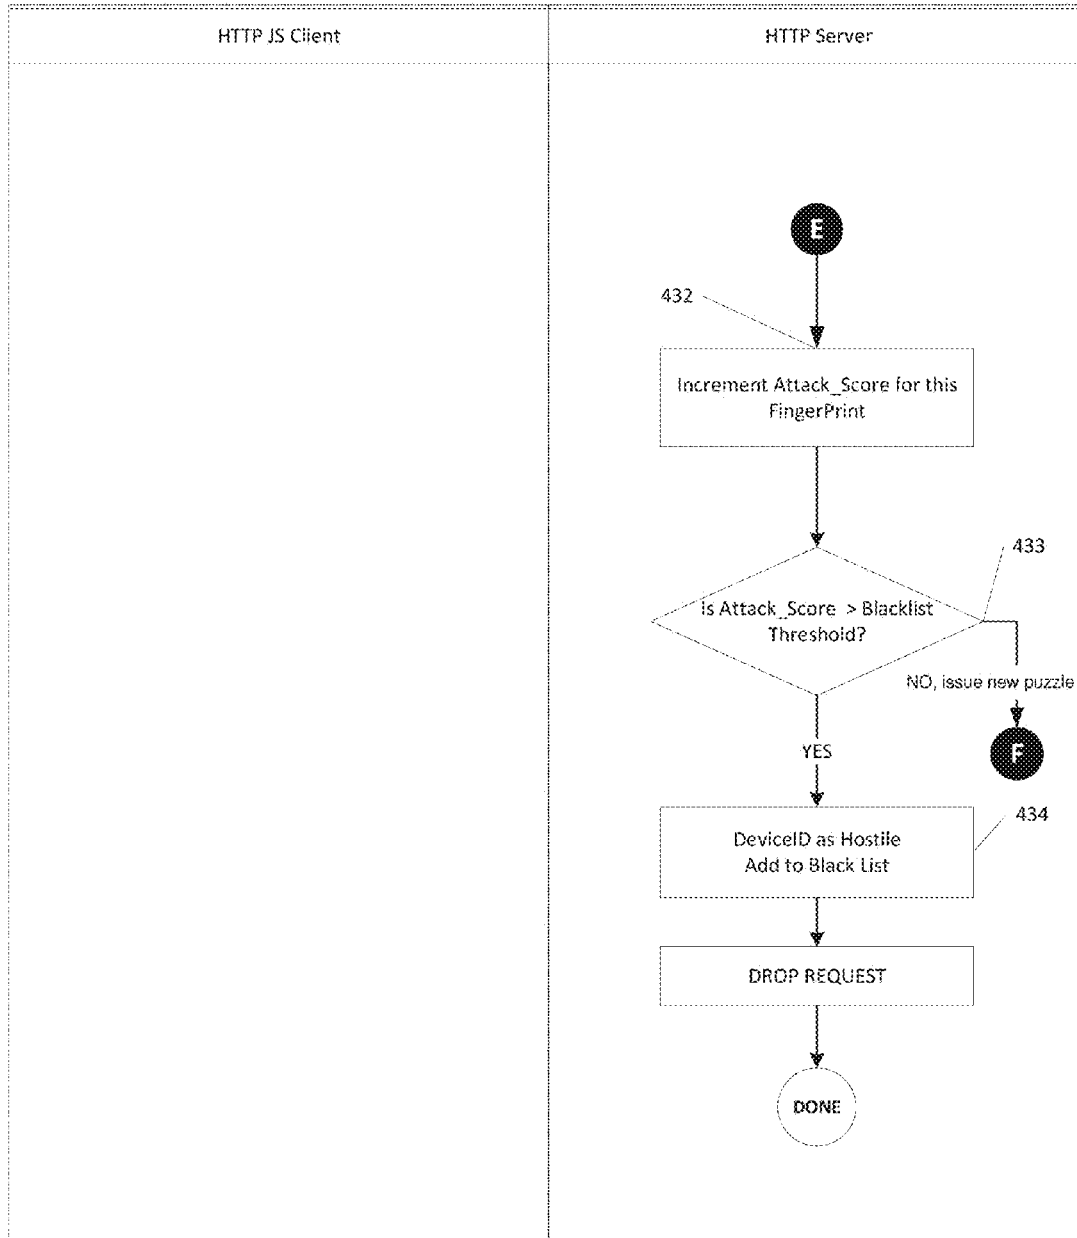 HTTP JS Client
HTTP Server
E
432
Increment Attack_Score for this
FingerPrint
433
Is Attack_Score > Blacklist
Threshold?
NO, issue new puzzle
F
YES
434
DeviceID as Hostile
Add to Black List
DROP REQUEST
DONE